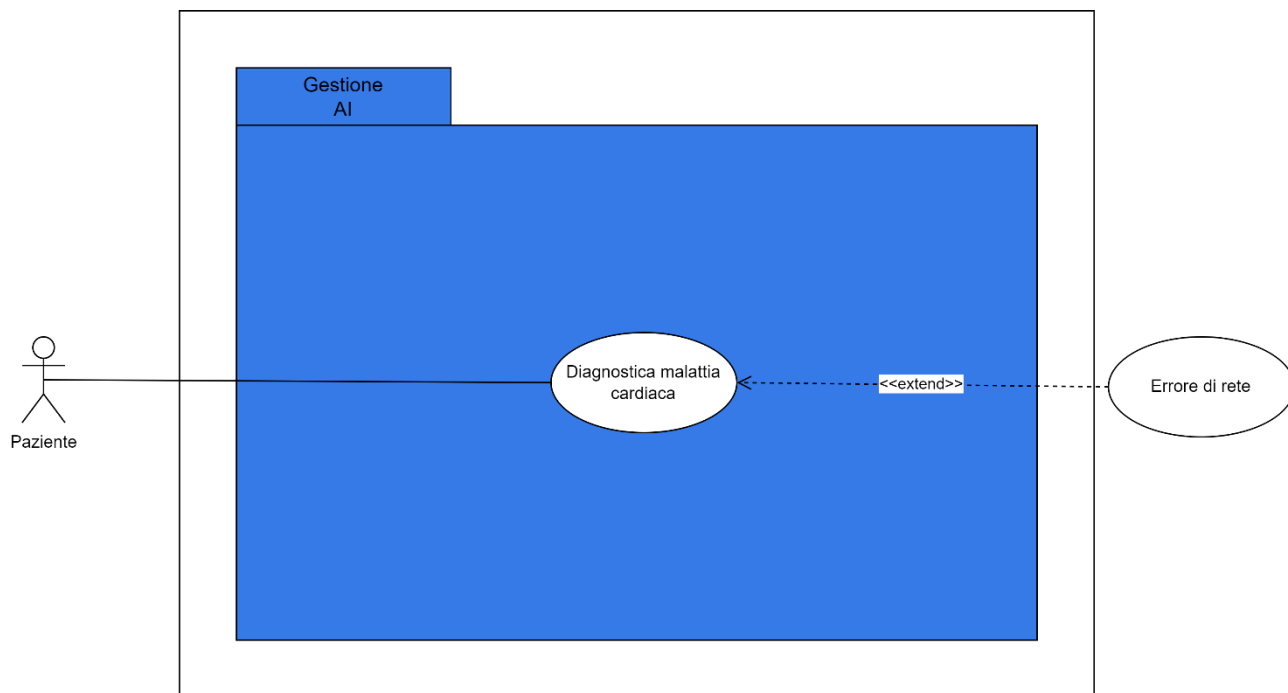 Gestione
AI
Diagnostica malattia
cardiaca
<<extend>>
Errore di rete
Paziente